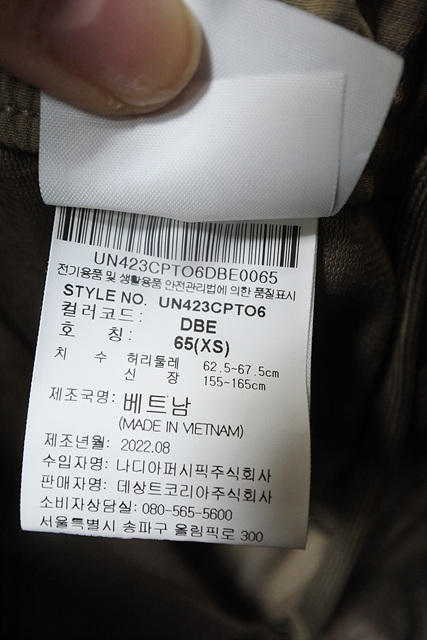 UN423CPTO6DBE0065
전기용품 및 생활용품 안전관리법에 의한 품질표시
STYLE NO. UN423CPTO6
컬러코드: DBE
호 칭: 65(XS)
치 수 허리둘레 62.5~67.5cm
신 장 155~165cm
제조국명: 베트남
(MADE IN VIETNAM)
제조년월: 2022.08
수입자명: 나디아퍼시픽주식회사
판매자명: 데상트코리아주식회사
소비자상담실: 080-565-5600
서울특별시 송파구 올림픽로 300